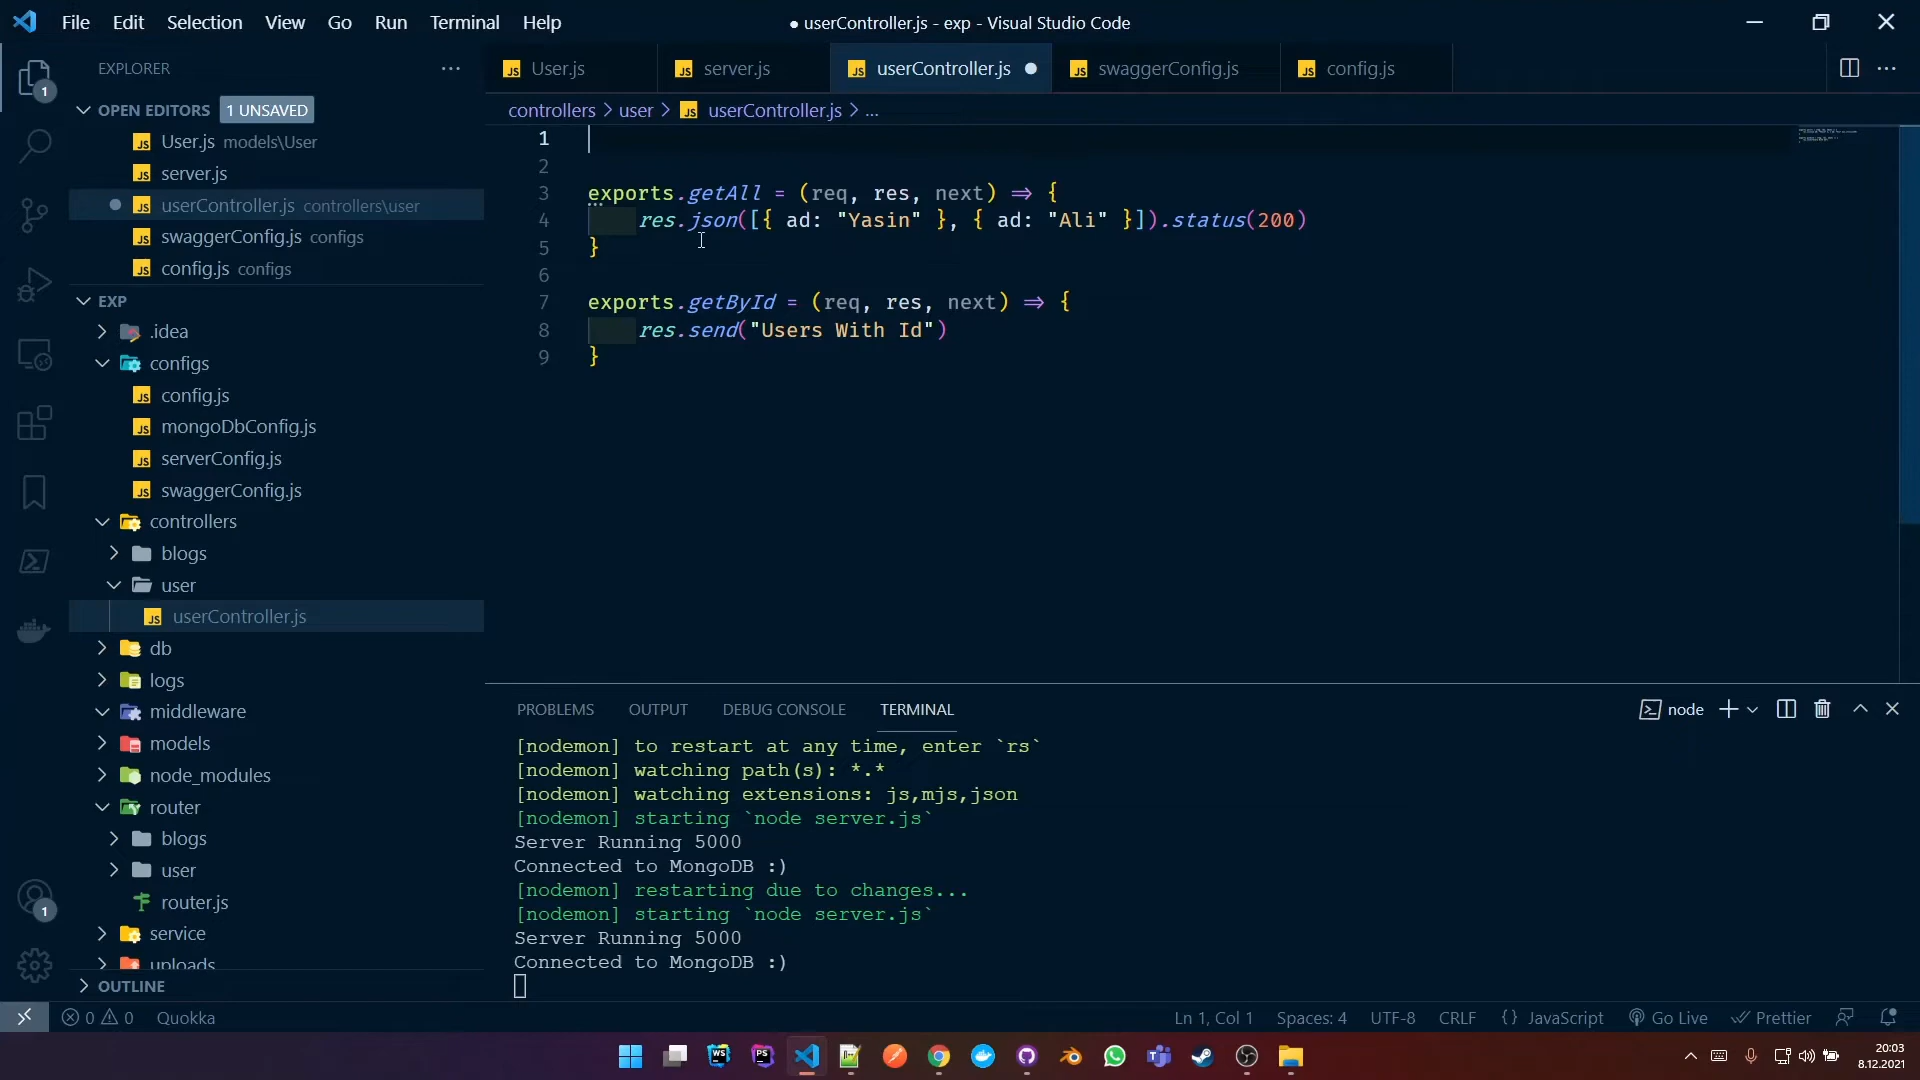 File Edit Selection View Go Run Terminal Help
● userController.js - exp - Visual Studio Code
EXPLORER
1
OPEN EDITORS 1 UNSAVED
User.js models\User
server.js
userController.js controllers\user
swaggerConfig.js configs
config.js configs
EXP
.idea
configs
config.js
mongoDbConfig.js
serverConfig.js
swaggerConfig.js
controllers
blogs
user
userController.js
db
logs
middleware
models
node_modules
router
blogs
user
router.js
service
uploads
OUTLINE
1
User.js server.js userController.js ● swaggerConfig.js config.js
controllers > user > JS userController.js > ...
1
2
3 exports.getAll = (req, res, next) => {
4 res.json([{ ad: "Yasin" }, { ad: "Ali" }]).status(200)
5 }
6
7 exports.getById = (req, res, next) => {
8 res.send("Users With Id")
9 }
PROBLEMS OUTPUT DEBUG CONSOLE TERMINAL
node
[nodemon] to restart at any time, enter `rs`
[nodemon] watching path(s): *.*
[nodemon] watching extensions: js,mjs,json
[nodemon] starting `node server.js`
Server Running 5000
Connected to MongoDB :)
[nodemon] restarting due to changes...
[nodemon] starting `node server.js`
Server Running 5000
Connected to MongoDB :)
0 0 Quokka
Ln 1, Col 1 Spaces: 4 UTF-8 CRLF {} JavaScript Go Live Prettier
WS PS
20:03
8.12.2021